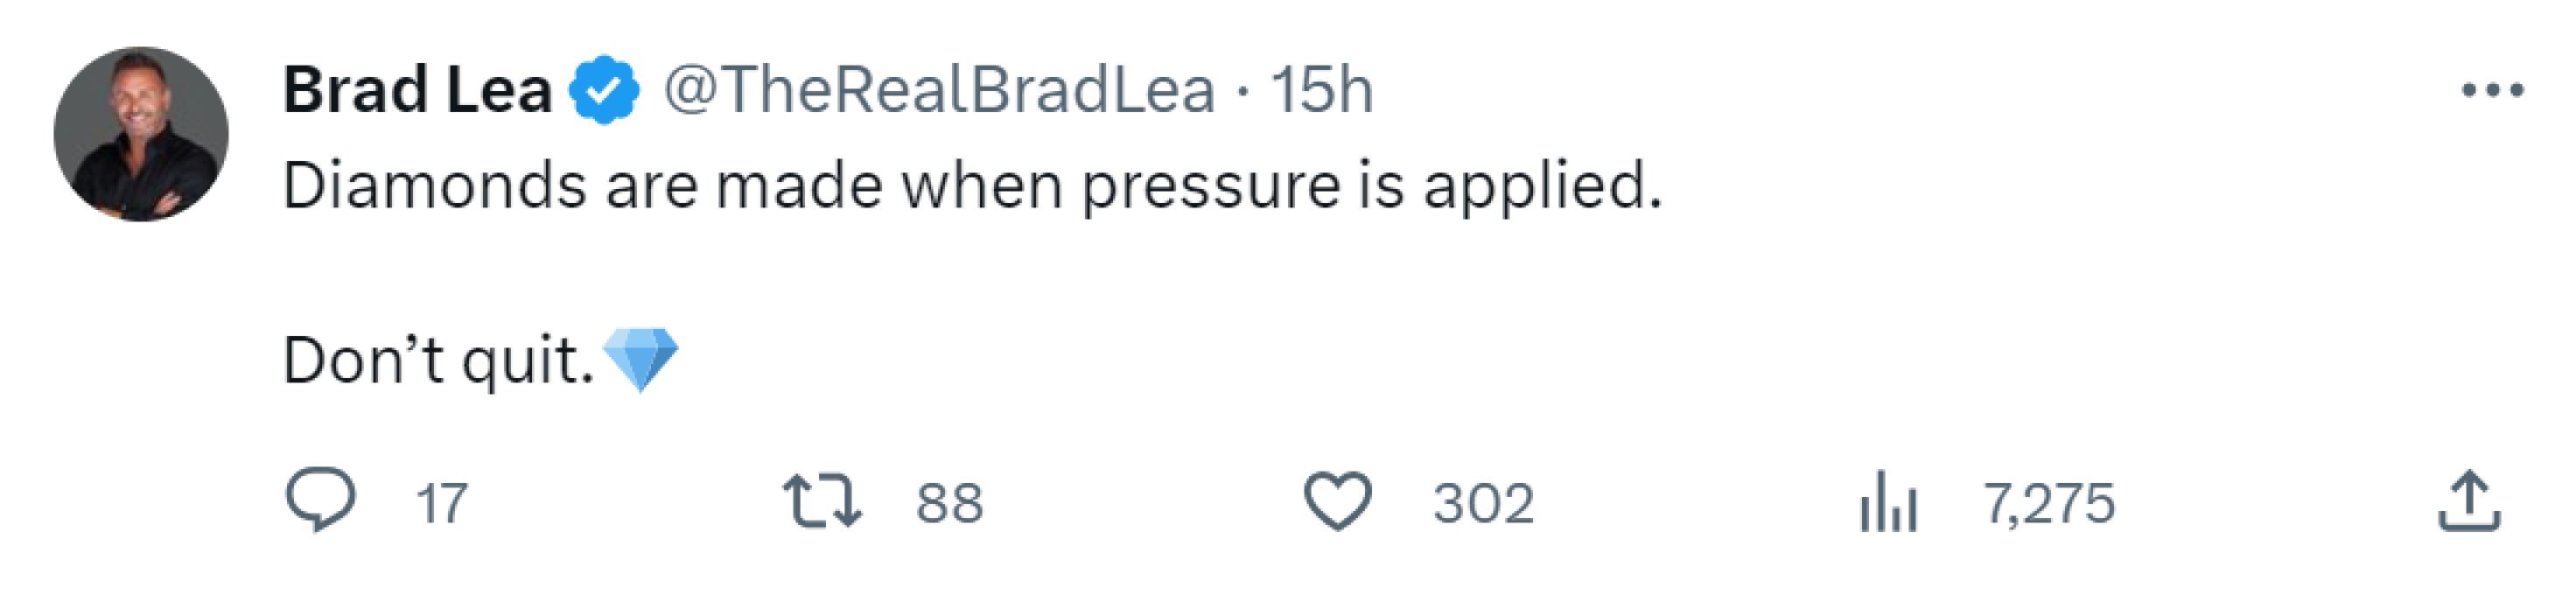 Brad Lea @TheRealBradLea · 15h
Diamonds are made when pressure is applied.
Don’t quit.💎
17 88 302 7,275